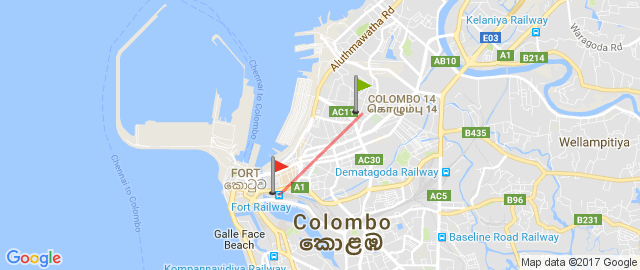 Kelaniya Railway
Waragoda Rd
Aluthmawatha Rd
E03
A1
B214
AB10
Chennai to Colombo
COLOMBO 14
கொழும்பு 14
AC11
B435
Wellampitiya
Chennai to Colombo
FORT
කොටුව
AC30
Dematagoda Railway
A1
AC5
B96
Fort Railway
B231
Colombo
කොළඹ
Galle Face
Beach
Baseline Road Railway
Kompannavidiya Railway
Google
Map data ©2017 Google